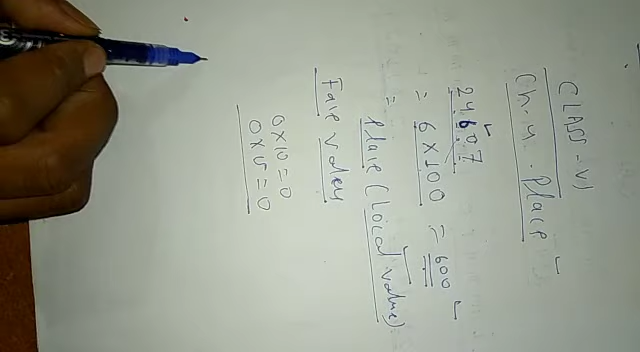 CLASS - VI
Ch-4. Place
24607
= 6 X 100 = 600
= Place (Local value)
Face value
0 X 10 = 0
0 X 5 = 0